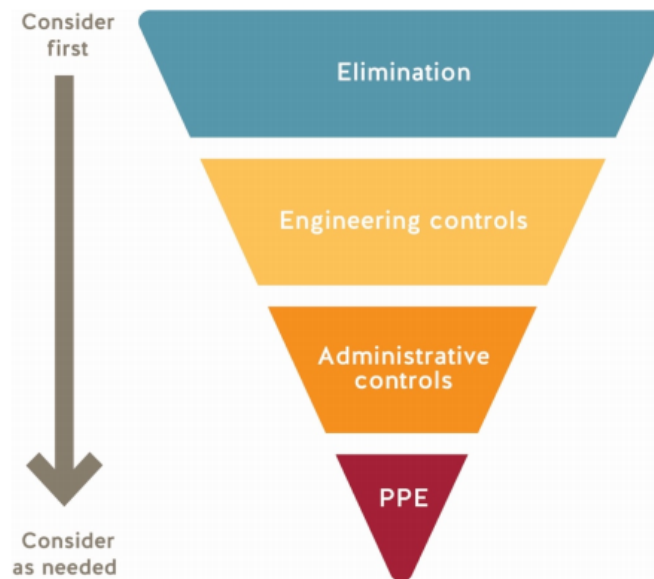 Consider
first
Elimination
Engineering controls
Administrative
controls
PPE
Consider
as needed